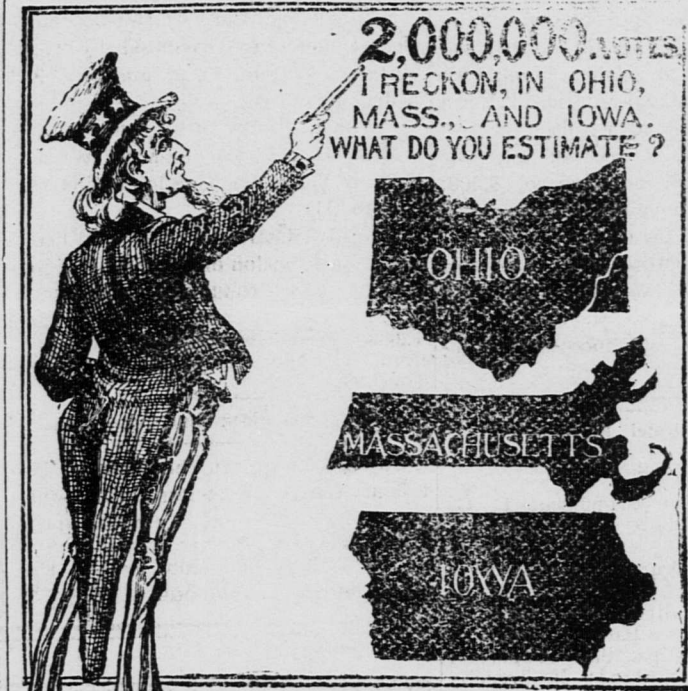 2,000,000 VOTES
I RECKON, IN OHIO,
MASS., AND IOWA.
WHAT DO YOU ESTIMATE?
OHIO
MASSACHUSETTS
IOWA